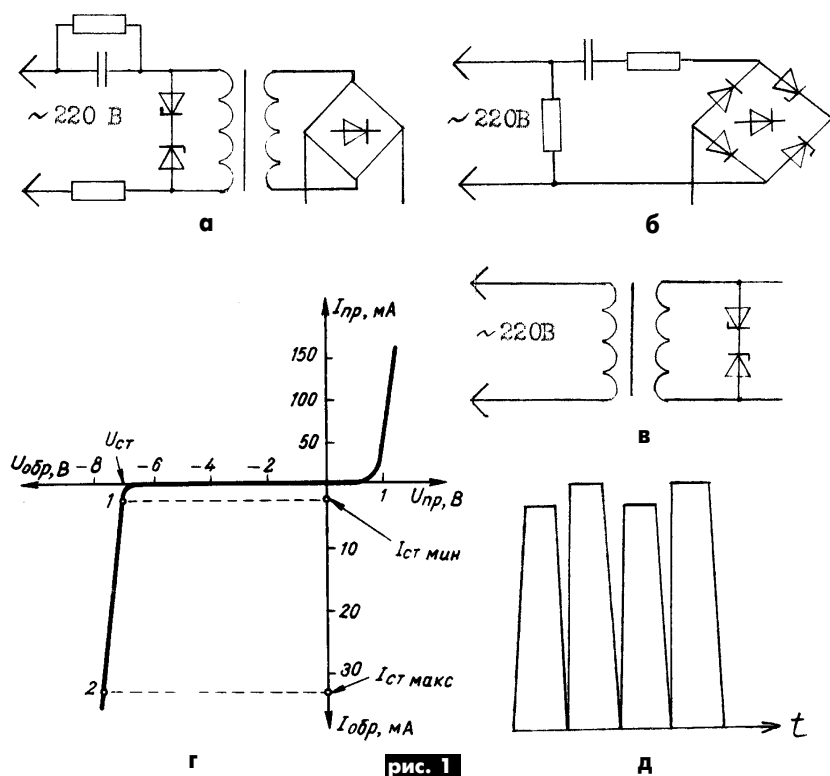 ~ 220 В
а
~ 220В
б
~ 220В
в
Iпр, мА
150
100
50
Uст
Uобр, В -8 -6 -4 -2
1 Uпр, В
1
Iст мин
10
20
30
2
Iст макс
Iобр, мА
г
t
д
рис. 1